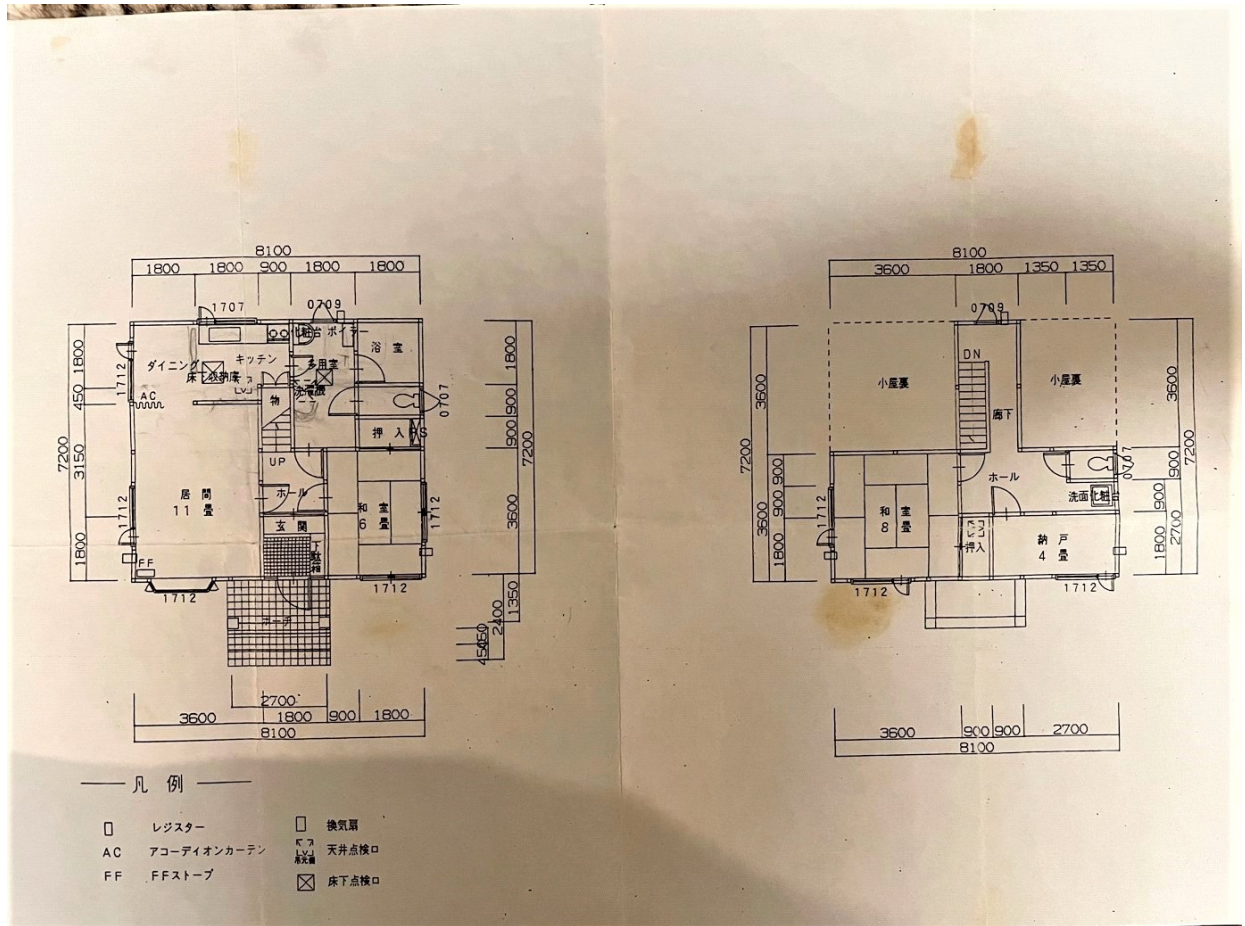 8100
1800 1800 900 1800 1800
1707
0709
化粧台 ボイラー
浴室
ダイニング
キッチン
多用室
床下収納庫
洗濯機
1712
AC
物
0707
押入 PS
UP
ホール
居間
11畳
和室
6畳
玄関
下駄箱
1712
1712
FF
1712
1712
ポーチ
1800
450
3150
1800
7200
1800
900
900
3600
7200
1350
2400
450
450
2700
3600 1800 900 1800
8100
8100
3600 1800 1350 1350
0709
DN
小屋裏
小屋裏
廊下
0707
ホール
洗面化粧台
和室
8畳
押入
納戸
4畳
1712
1712
1712
3600
900
900
1800
3600
7200
3600
900
900
1800
2700
7200
3600 900 900 2700
8100
凡例
レジスター
換気扇
AC アコーディオンカーテン
天井点検口
FF FFストーブ
床下点検口